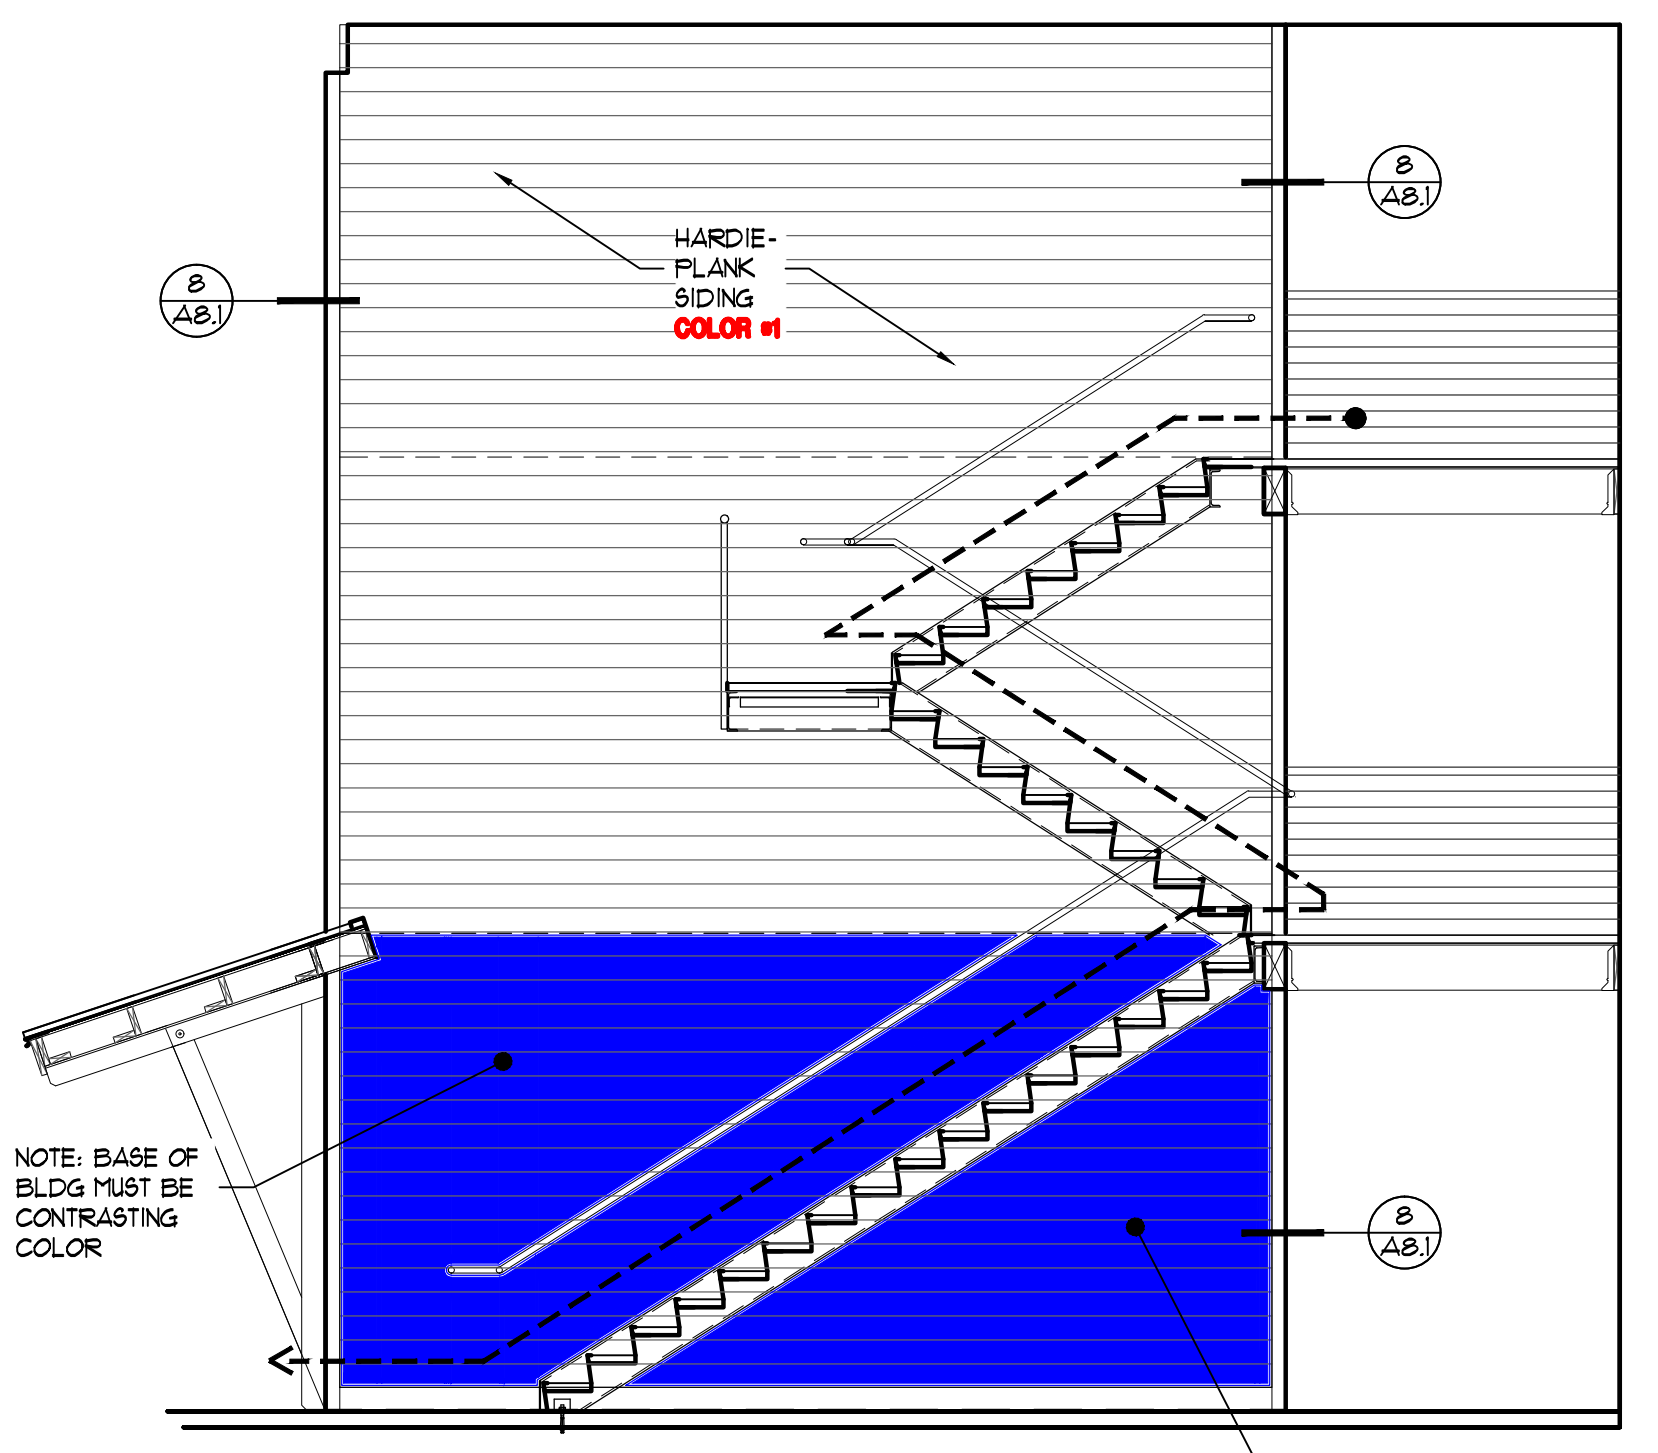 8
A8.1
HARDIE-
PLANK
SIDING
COLOR #1
8
A8.1
NOTE: BASE OF
BLDG MUST BE
CONTRASTING
COLOR
8
A8.1